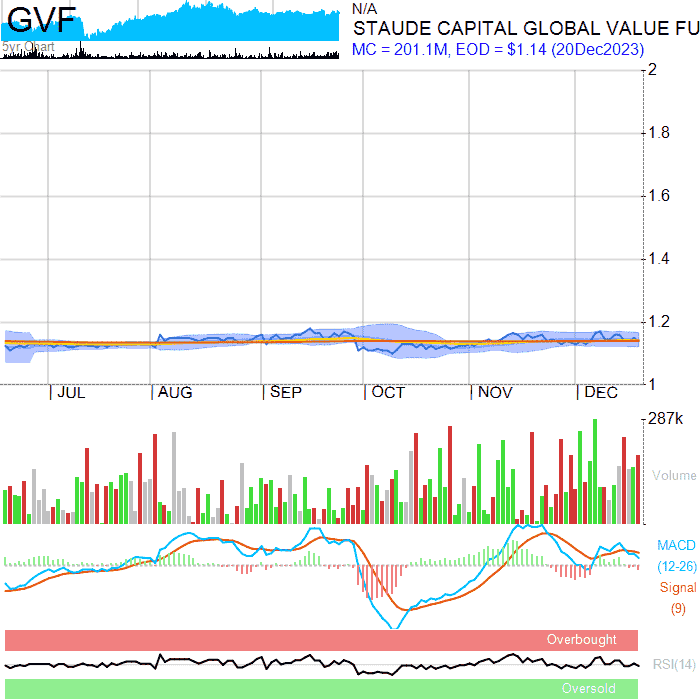 GVF
5yr Chart
N/A
STAUDE CAPITAL GLOBAL VALUE FU
MC = 201.1M, EOD = $1.14 (20Dec2023)
2
1.8
1.6
1.4
1.2
1
JUL
AUG
SEP
OCT
NOV
DEC
287k
Volume
MACD
(12-26)
Signal
(9)
Overbought
RSI(14)
Oversold